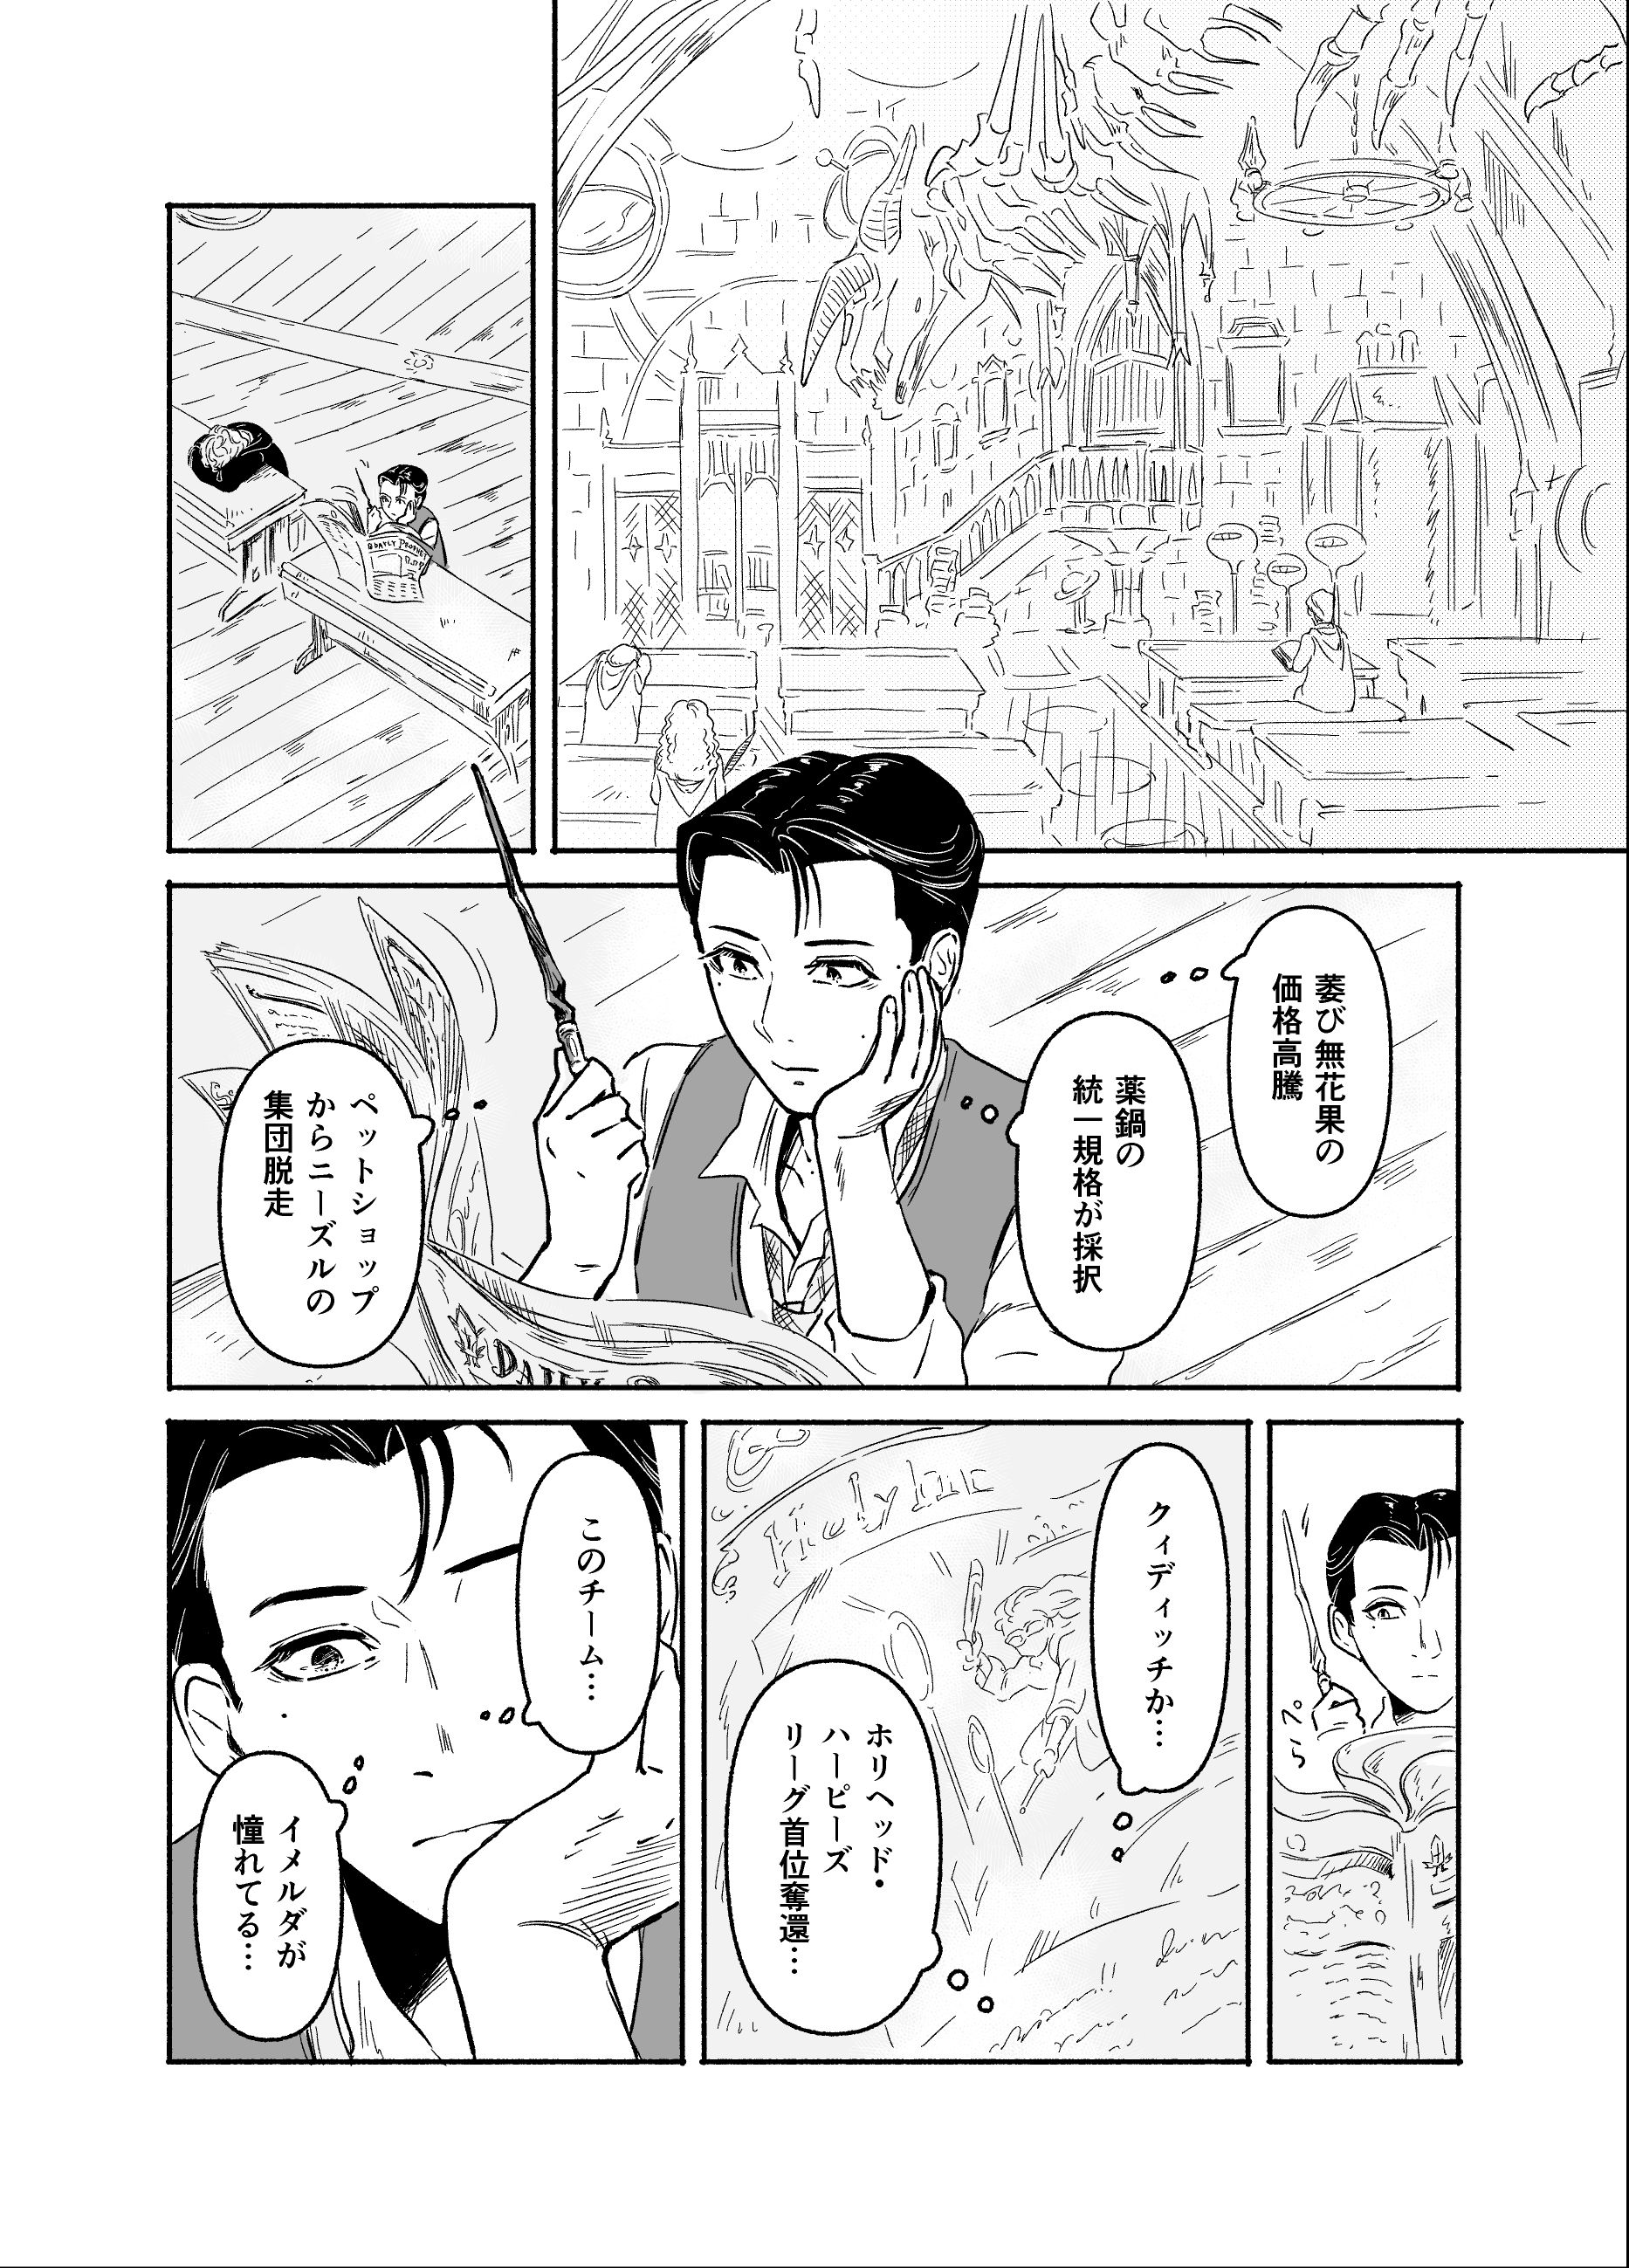 DAYLY PROPHET
萎び無花果の
価格高騰
薬鍋の
統一規格が採択
ペットショップ
からニーズルの
集団脱走
DAILY
ぺら
クィディッチか…
ホリヘッド・
ハーピーズ
リーグ首位奪還…
このチーム…
イメルダが
憧れてる…